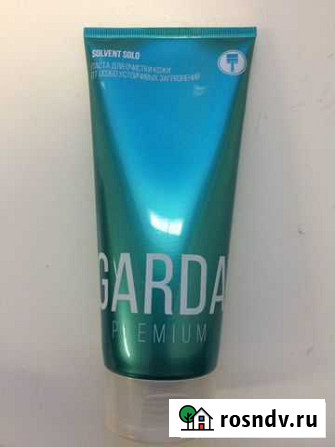 SOLVENT SOLO
ПАСТА ДЛЯ ОЧИСТКИ КОЖИ
ОТ ОСОБО УСТОЙЧИВЫХ ЗАГРЯЗНЕНИЙ
GARDA
PREMIUM
rosndv.ru